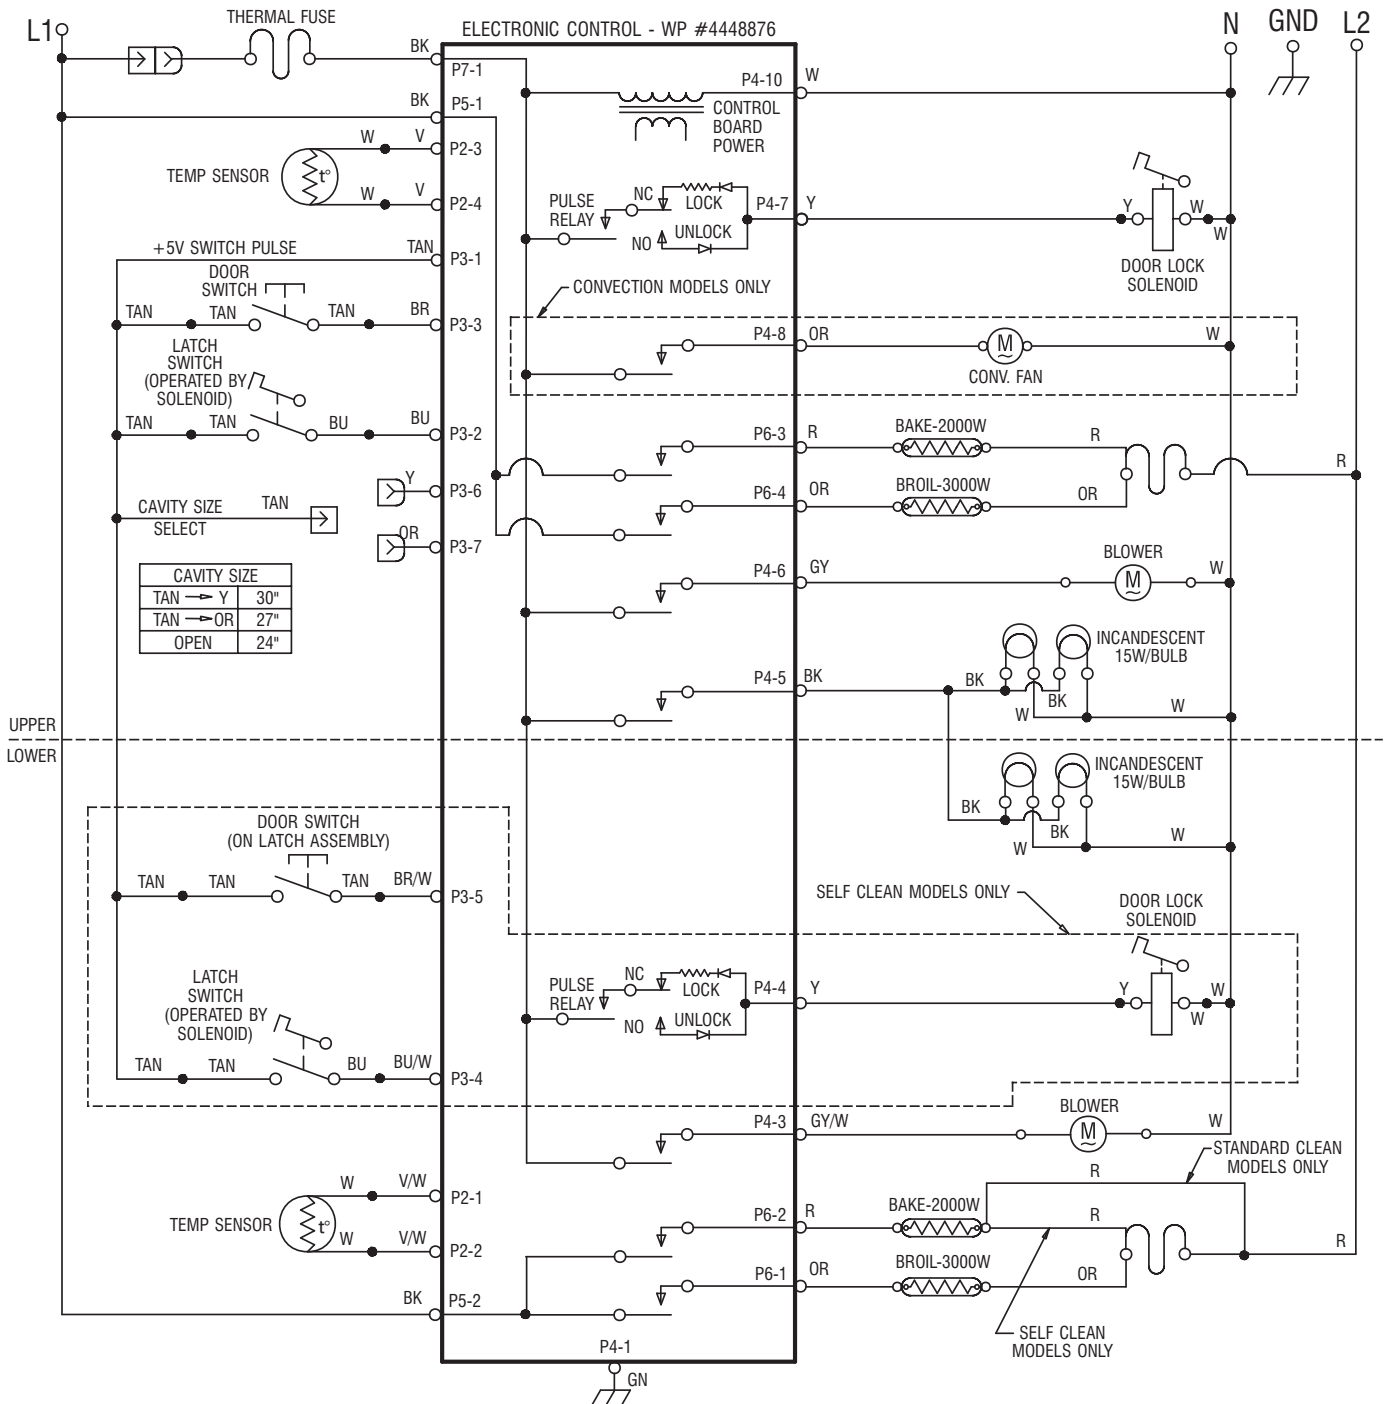 L1
THERMAL FUSE
ELECTRONIC CONTROL - WP #4448876
N
GND
L2
BK
P7-1
P4-10
W
BK
P5-1
CONTROL
BOARD
POWER
W
V
P2-3
TEMP SENSOR
t°
W
V
P2-4
PULSE
RELAY
NC
LOCK
NO
UNLOCK
P4-7
Y
Y
W
W
DOOR LOCK
SOLENOID
+5V SWITCH PULSE
TAN
P3-1
DOOR
SWITCH
TAN
TAN
TAN
BR
P3-3
CONVECTION MODELS ONLY
P4-8
OR
M
~
W
CONV. FAN
LATCH
SWITCH
(OPERATED BY
SOLENOID)
TAN
TAN
BU
BU
P3-2
P6-3
R
BAKE-2000W
R
R
Y
P3-6
P6-4
OR
BROIL-3000W
OR
CAVITY SIZE
SELECT
TAN
OR
P3-7
CAVITY SIZE
TAN Y 30"
TAN OR 27"
OPEN 24"
P4-6
GY
BLOWER
M
~
W
INCANDESCENT
15W/BULB
P4-5
BK
BK
BK
W
W
UPPER
LOWER
INCANDESCENT
15W/BULB
BK
BK
W
W
DOOR SWITCH
(ON LATCH ASSEMBLY)
TAN
TAN
TAN
BR/W
P3-5
SELF CLEAN MODELS ONLY
DOOR LOCK
SOLENOID
PULSE
RELAY
NC
LOCK
NO
UNLOCK
P4-4
Y
Y
W
W
LATCH
SWITCH
(OPERATED BY
SOLENOID)
TAN
TAN
BU
BU/W
P3-4
P4-3
GY/W
BLOWER
M
~
W
STANDARD CLEAN
MODELS ONLY
W
V/W
P2-1
TEMP SENSOR
t°
W
V/W
P2-2
P6-2
R
BAKE-2000W
R
R
R
P6-1
OR
BROIL-3000W
OR
BK
P5-2
SELF CLEAN
MODELS ONLY
P4-1
GN